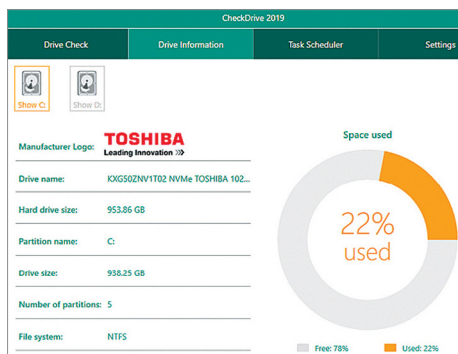 CheckDrive 2019
Drive Check
Drive Information
Task Scheduler
Settings
Show C:
Show D:
Manufacturer Logo: TOSHIBA
Leading Innovation >>>
Drive name: KXG50ZNV1T02 NVMe TOSHIBA 102...
Hard drive size: 953.86 GB
Partition name: C:
Drive size: 938.25 GB
Number of partitions: 5
File system: NTFS
Space used
22%
used
Free: 78%
Used: 22%